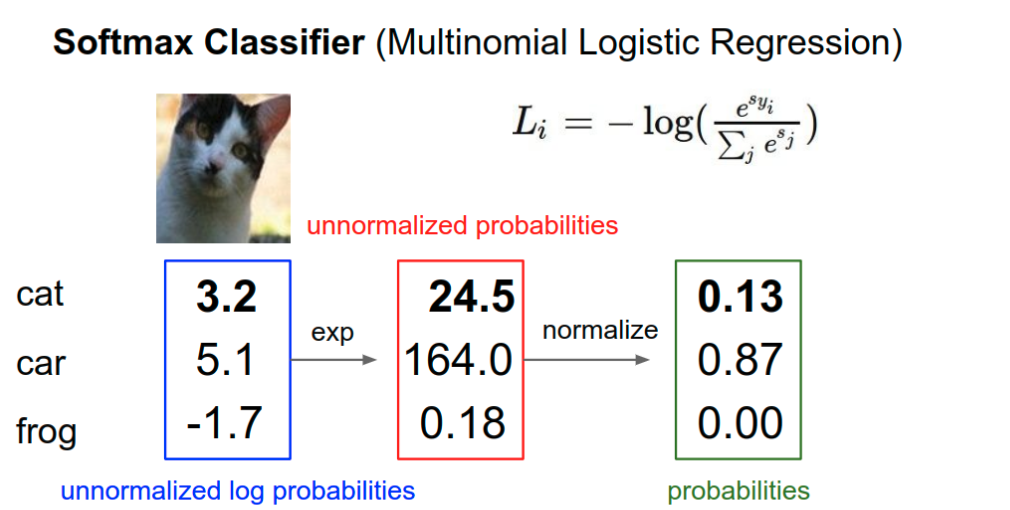 Softmax Classifier (Multinomial Logistic Regression)
L_i = − log(e^{s_{y_i}} / ∑_j e^{s_j})
unnormalized probabilities
cat 3.2 24.5 0.13
exp normalize
car 5.1 164.0 0.87
frog -1.7 0.18 0.00
unnormalized log probabilities probabilities